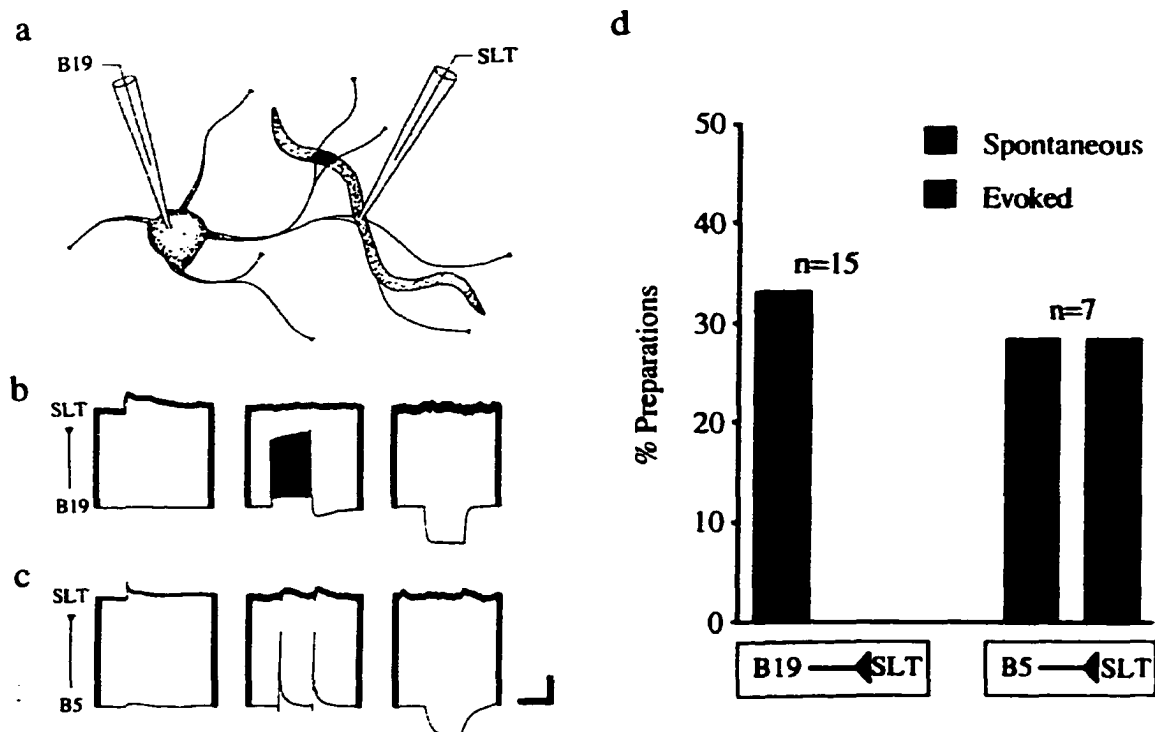 a
B19
SLT
b
SLT
B19
c
SLT
B5
d
% Preparations
50
40
30
20
10
0
Spontaneous
Evoked
n=15
n=7
B19 SLT
B5 SLT